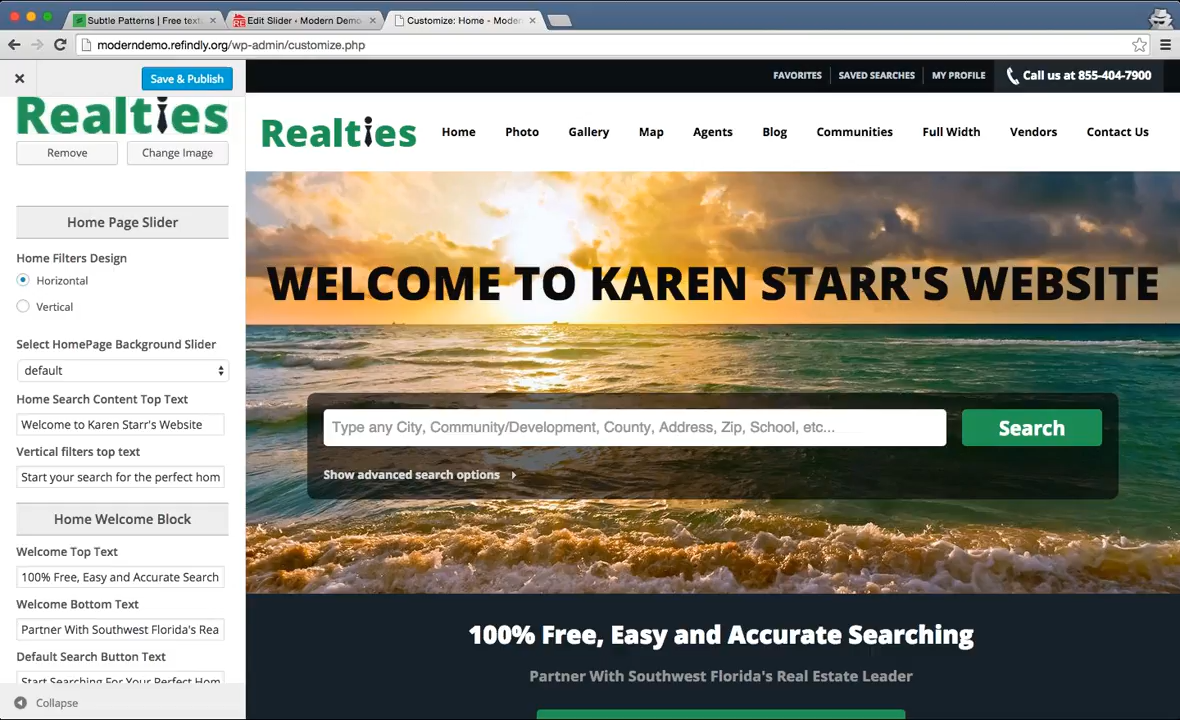 Subtle Patterns | Free text
Edit Slider ‹ Modern Demo
Customize: Home - Modern
moderndemo.refindly.org/wp-admin/customize.php
Save & Publish
Realties
Remove
Change Image
Home Page Slider
Home Filters Design
Horizontal
Vertical
Select HomePage Background Slider
default
Home Search Content Top Text
Welcome to Karen Starr's Website
Vertical filters top text
Start your search for the perfect hom
Home Welcome Block
Welcome Top Text
100% Free, Easy and Accurate Search
Welcome Bottom Text
Partner With Southwest Florida's Rea
Default Search Button Text
Start Searching For Your Perfect Hom
Collapse
FAVORITES
SAVED SEARCHES
MY PROFILE
Call us at 855-404-7900
Realties
Home
Photo
Gallery
Map
Agents
Blog
Communities
Full Width
Vendors
Contact Us
WELCOME TO KAREN STARR'S WEBSITE
Type any City, Community/Development, County, Address, Zip, School, etc...
Search
Show advanced search options
100% Free, Easy and Accurate Searching
Partner With Southwest Florida's Real Estate Leader